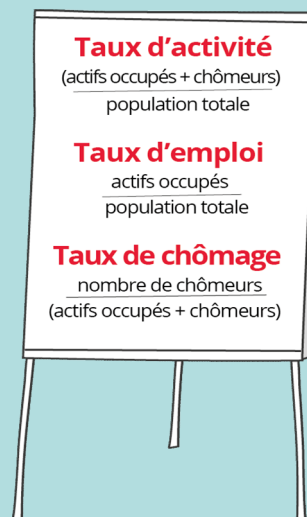 Taux d'activité
(actifs occupés + chômeurs)
population totale
Taux d'emploi
actifs occupés
population totale
Taux de chômage
nombre de chômeurs
(actifs occupés + chômeurs)